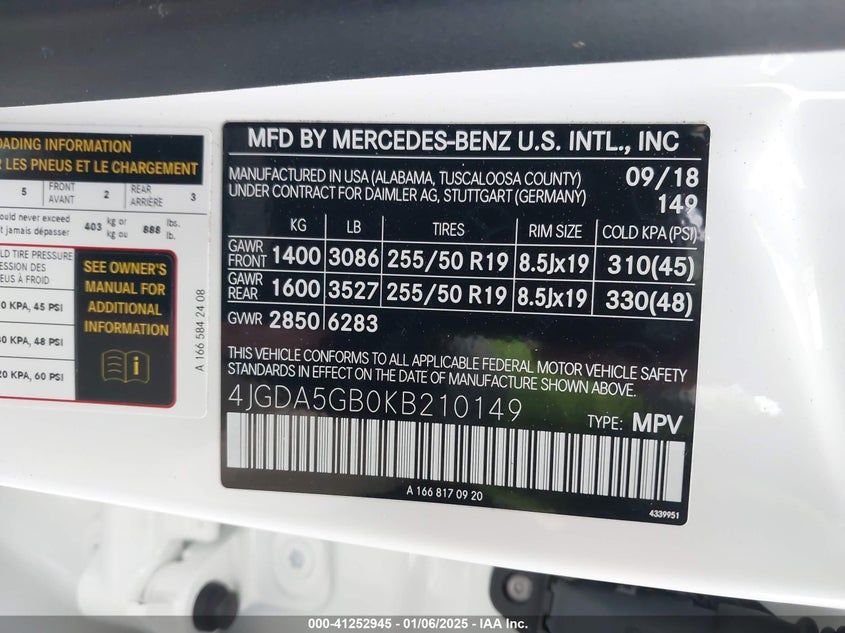 OADING INFORMATION
R LES PNEUS ET LE CHARGEMENT
5 FRONT AVANT 2 REAR ARRIÈRE 3
ould never exceed
t jamais dépasser 403 kg or kg ou 888 lbs. lb.
LD TIRE PRESSURE
ESSION DES
EUS À FROID
0 KPA, 45 PSI
30 KPA, 48 PSI
20 KPA, 60 PSI
SEE OWNER'S
MANUAL FOR
ADDITIONAL
INFORMATION
A 166 584 24 08
MFD BY MERCEDES-BENZ U.S. INTL., INC
MANUFACTURED IN USA (ALABAMA, TUSCALOOSA COUNTY) 09/18
UNDER CONTRACT FOR DAIMLER AG, STUTTGART (GERMANY) 149
KG LB TIRES RIM SIZE COLD KPA (PSI)
GAWR FRONT 1400 3086 255/50 R19 8.5Jx19 310(45)
GAWR REAR 1600 3527 255/50 R19 8.5Jx19 330(48)
GVWR 2850 6283
THIS VEHICLE CONFORMS TO ALL APPLICABLE FEDERAL MOTOR VEHICLE SAFETY
STANDARDS IN EFFECT ON THE DATE OF MANUFACTURE AS FOLLOWS:
4JGDA5GB0KB210149 TYPE: MPV
A 166 817 09 20
4339951
000-41252945 - 01/06/2025 - IAA Inc.